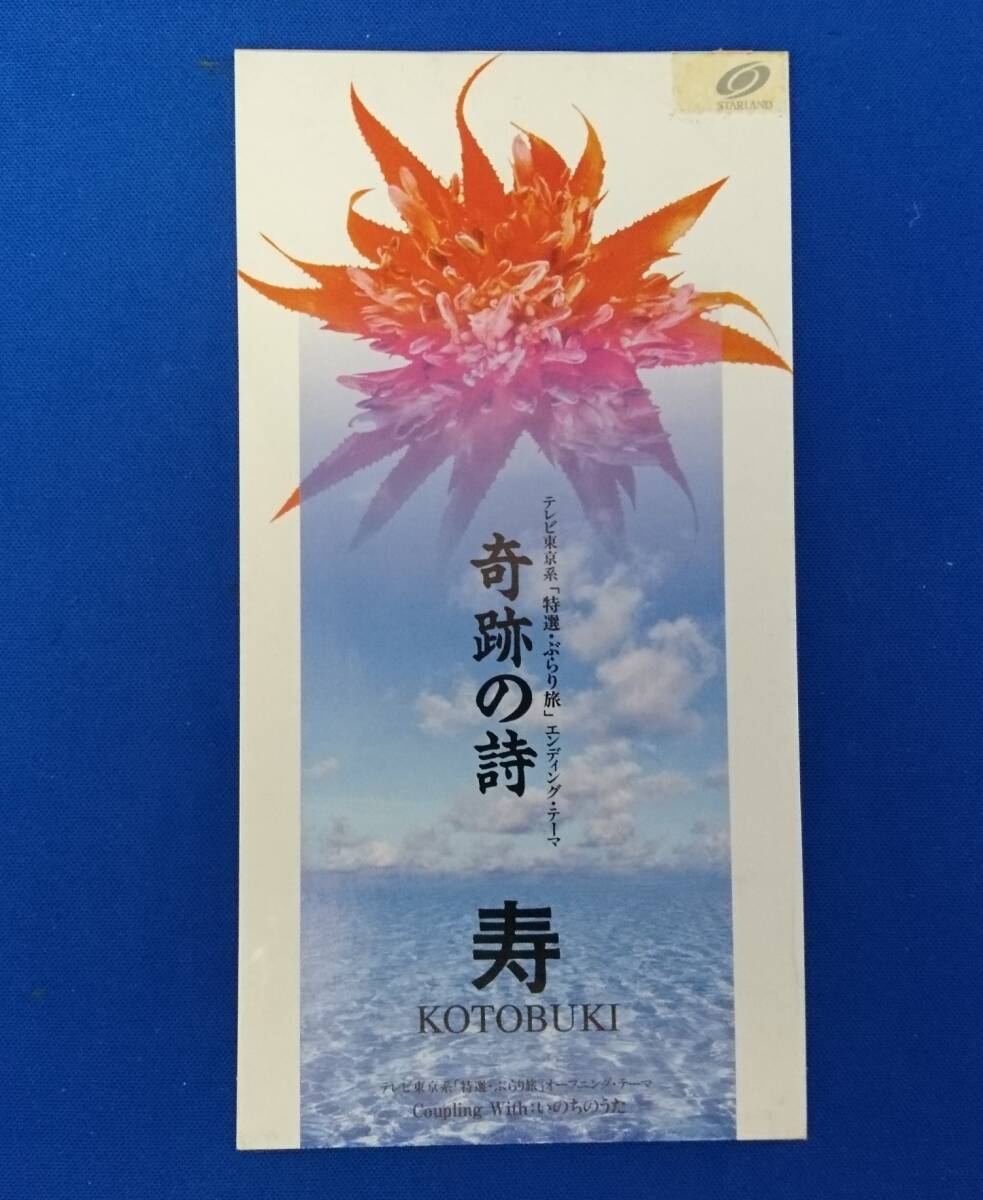 STARLAND
テレビ東京系「特選・ぶらり旅」エンディング・テーマ
奇跡の詩
寿
KOTOBUKI
テレビ東京系「特選・ぶらり旅」オープニング・テーマ
Coupling With:いのちのうた